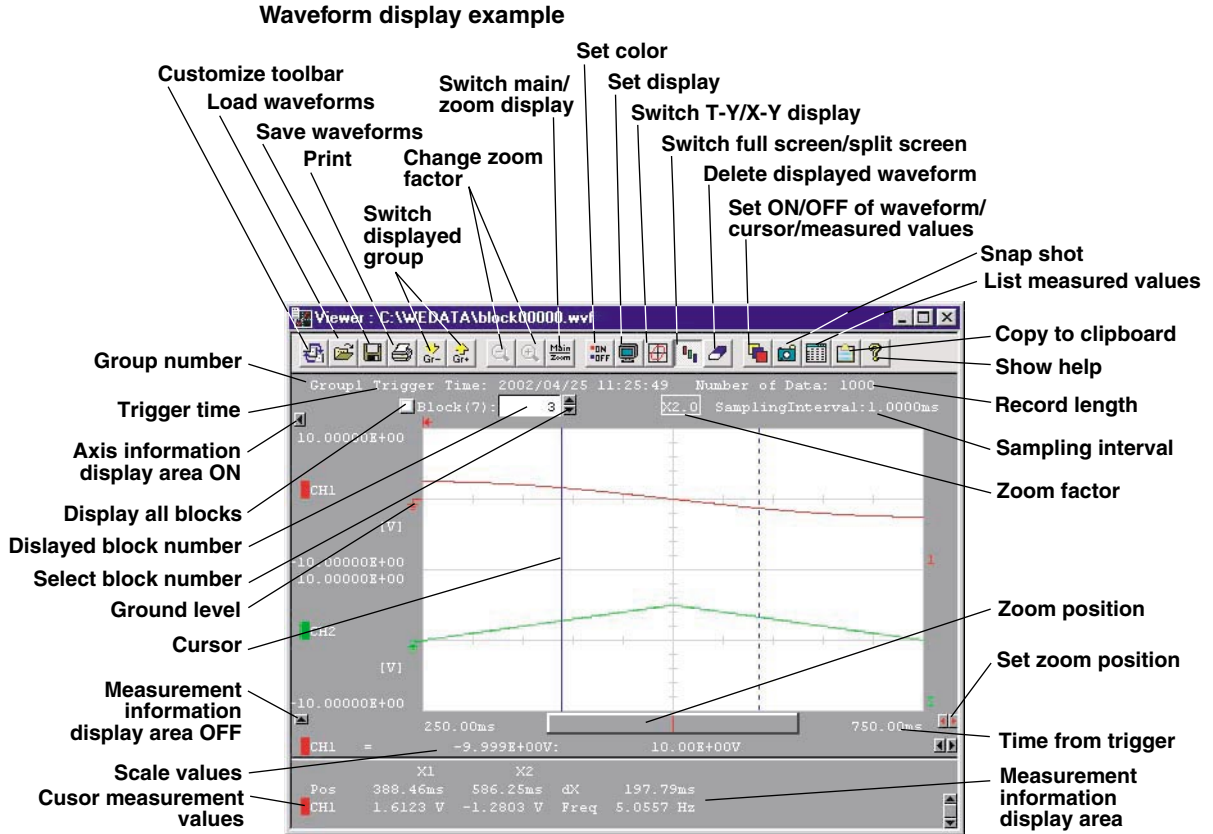 Waveform display example
Set color
Customize toolbar
Switch main/
zoom display
Set display
Load waveforms
Switch T-Y/X-Y display
Save waveforms
Switch full screen/split screen
Print
Change zoom
factor
Delete displayed waveform
Set ON/OFF of waveform/
cursor/measured values
Switch
displayed
group
Snap shot
List measured values
Viewer : C:\WEDATA\block00000.wvf
Copy to clipboard
Gr- Gr+ Main Zoom ON OFF
Show help
Group number
Group1 Trigger Time: 2002/04/25 11:25:49 Number of Data: 1000
Record length
Trigger time
Block(7): 3 X2.0 SamplingInterval:1.0000ms
Sampling interval
Axis information
display area ON
10.00000E+00
Zoom factor
CH1
Display all blocks
[V]
Dislayed block number
-10.00000E+00
1
10.00000E+00
Select block number
Ground level
Zoom position
CH2
Cursor
Set zoom position
[V]
Measurement
information
display area OFF
-10.00000E+00
250.00ms 750.00ms
Time from trigger
CH1 = -9.999E+00V: 10.00E+00V
Scale values
X1 X2
Pos 388.46ms 586.25ms dX 197.79ms
CH1 1.6123 V -1.2803 V Freq 5.0557 Hz
Cusor measurement
values
Measurement
information
display area